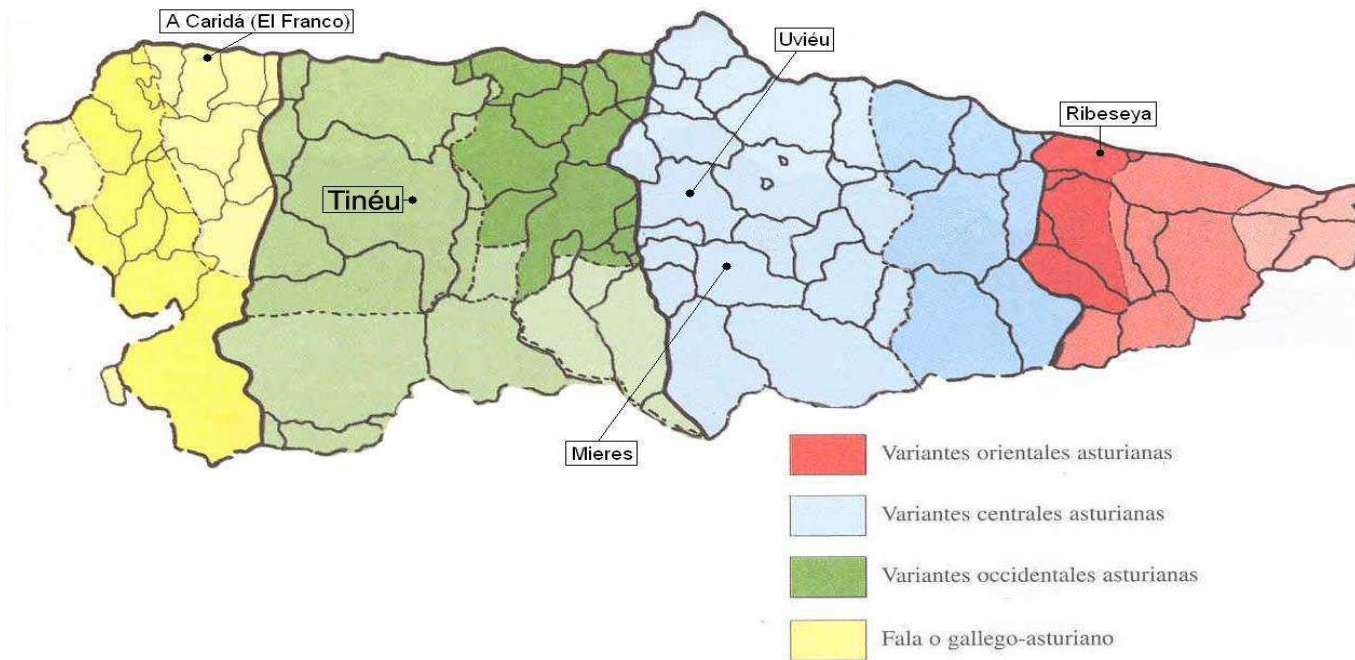 A Caridá (El Franco)
Uviéu
Ribeseya
Tinéu
Mieres
Variantes orientales asturianas
Variantes centrales asturianas
Variantes occidentales asturianas
Fala o gallego-asturiano